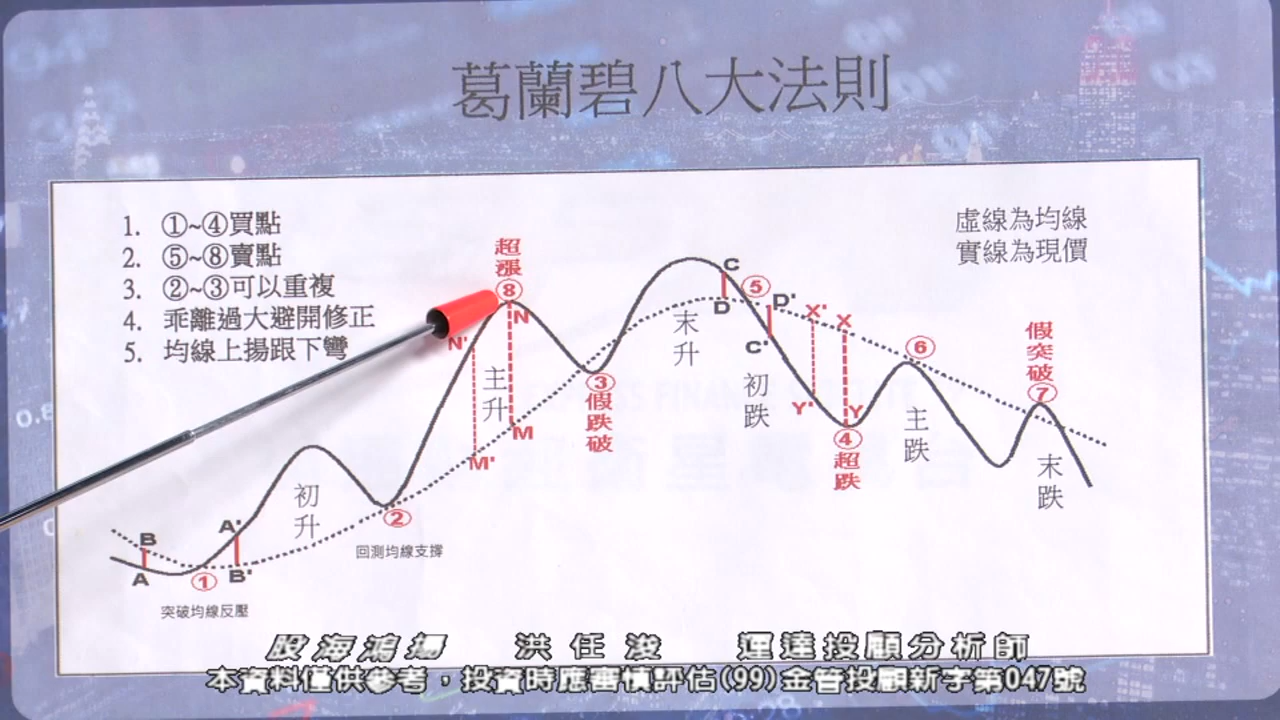 葛蘭碧八大法則
1. ①~④買點
2. ⑤~⑧賣點
3. ②~③可以重複
4. 乖離過大避開修正
5. 均線上揚跟下彎
虛線為均線
實線為現價
超漲
⑧
N
N'
主升
M
M'
③
假跌破
末升
C
D
⑤
D'
C'
初跌
X'
X
Y'
Y
④
超跌
⑥
主跌
假突破
⑦
末跌
初升
②
回測均線支撐
B
A
A'
B'
①
突破均線反壓
股海鴻揚 洪任浚 運達投顧分析師
本資料僅供參考，投資時應審慎評估(99)金管投顧新字第047號